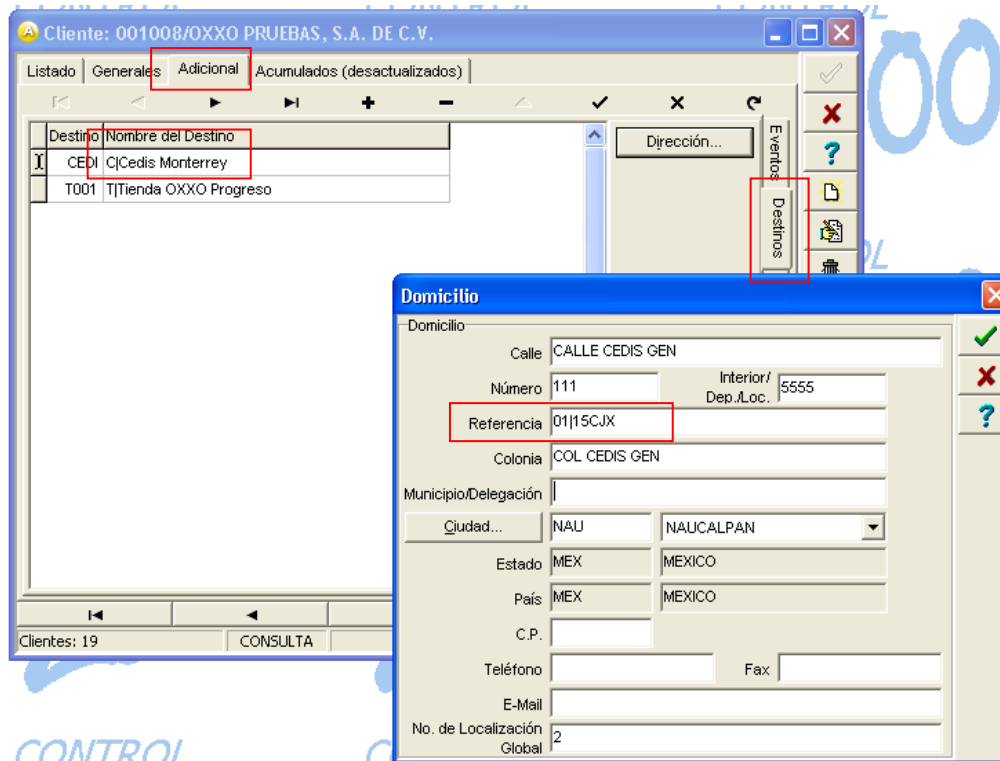 CONTROL CONTROL CONTROL
Cliente: 001008/OXXO PRUEBAS, S.A. DE C.V.
Listado Generales Adicional Acumulados (desactualizados)
Destino Nombre del Destino
CEDI C|Cedis Monterrey
T001 T|Tienda OXXO Progreso
Dirección...
Eventos
Destinos
Clientes: 19 CONSULTA
Domicilio
Domicilio
Calle CALLE CEDIS GEN
Número 111 Interior/ Dep./Loc. 5555
Referencia 01|15CJX
Colonia COL CEDIS GEN
Municipio/Delegación
Ciudad... NAU NAUCALPAN
Estado MEX MEXICO
País MEX MEXICO
C.P.
Teléfono Fax
E-Mail
No. de Localización Global 2
CONTROL